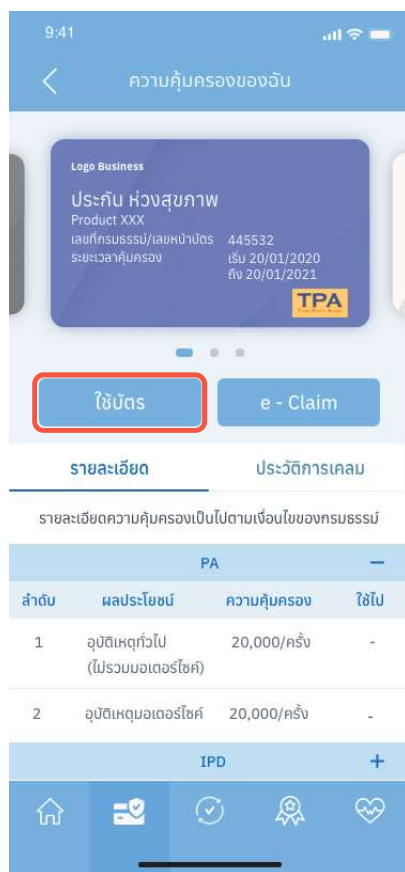 9:41
ความคุ้มครองของฉัน
Logo Business
ประกัน ห่วงสุขภาพ
Product XXX
เลขที่กรมธรรม์/เลขหน้าบัตร 445532
ระยะเวลาคุ้มครอง เริ่ม 20/01/2020
ถึง 20/01/2021
TPA
ใช้บัตร e - Claim
รายละเอียด ประวัติการเคลม
รายละเอียดความคุ้มครองเป็นไปตามเงื่อนไขของกรมธรรม์
PA −
ลำดับ ผลประโยชน์ ความคุ้มครอง ใช้ไป
1 อุบัติเหตุทั่วไป 20,000/ครั้ง -
(ไม่รวมมอเตอร์ไซค์)
2 อุบัติเหตุมอเตอร์ไซค์ 20,000/ครั้ง -
IPD +